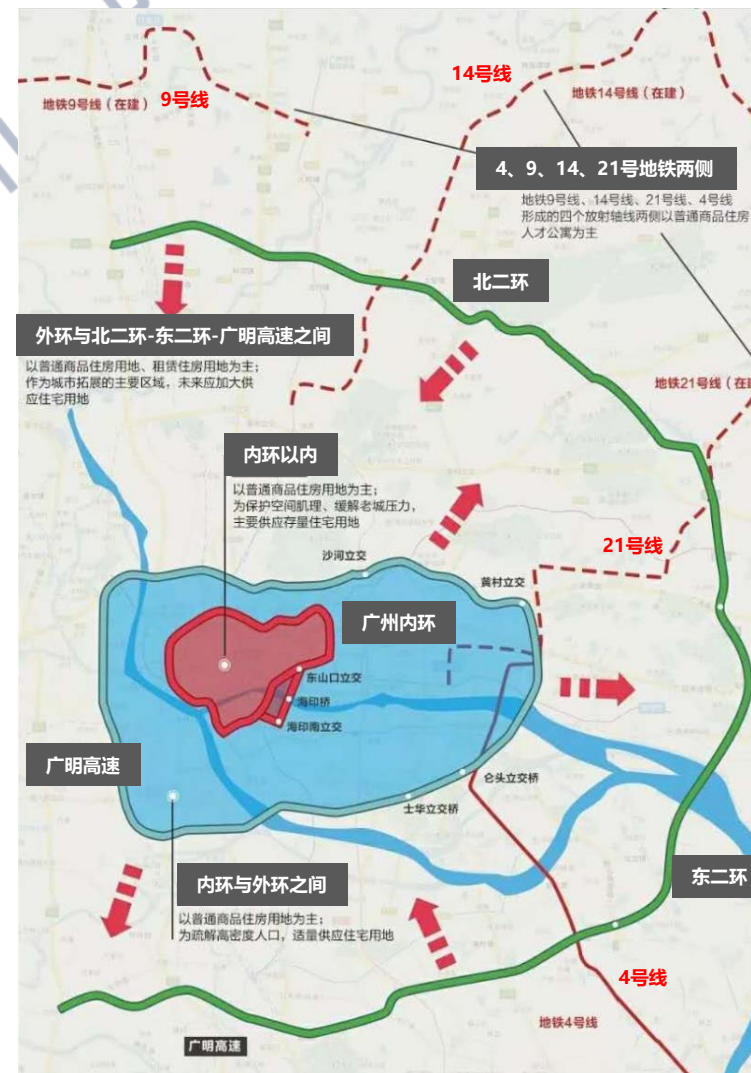 14号线
地铁9号线（在建）
9号线
地铁14号线（在建）
4、9、14、21号地铁两侧
地铁9号线、14号线、21号线、4号线
形成的四个放射轴线两侧以普通商品住房
人才公寓为主
北二环
外环与北二环-东二环-广明高速之间
以普通商品住房用地、租赁住房用地为主；
作为城市拓展的主要区域，未来应加大供
应住宅用地
地铁21号线（在建
内环以内
以普通商品住房用地为主；
为保护空间肌理、缓解老城压力，
主要供应存量住宅用地
21号线
沙河立交
黄村立交
广州内环
东山口立交
海印桥
海印南立交
广明高速
仑头立交桥
士华立交桥
内环与外环之间
以普通商品住房用地为主；
为疏解高密度人口，适量供应住宅用地
东二环
4号线
地铁4号线
广明高速